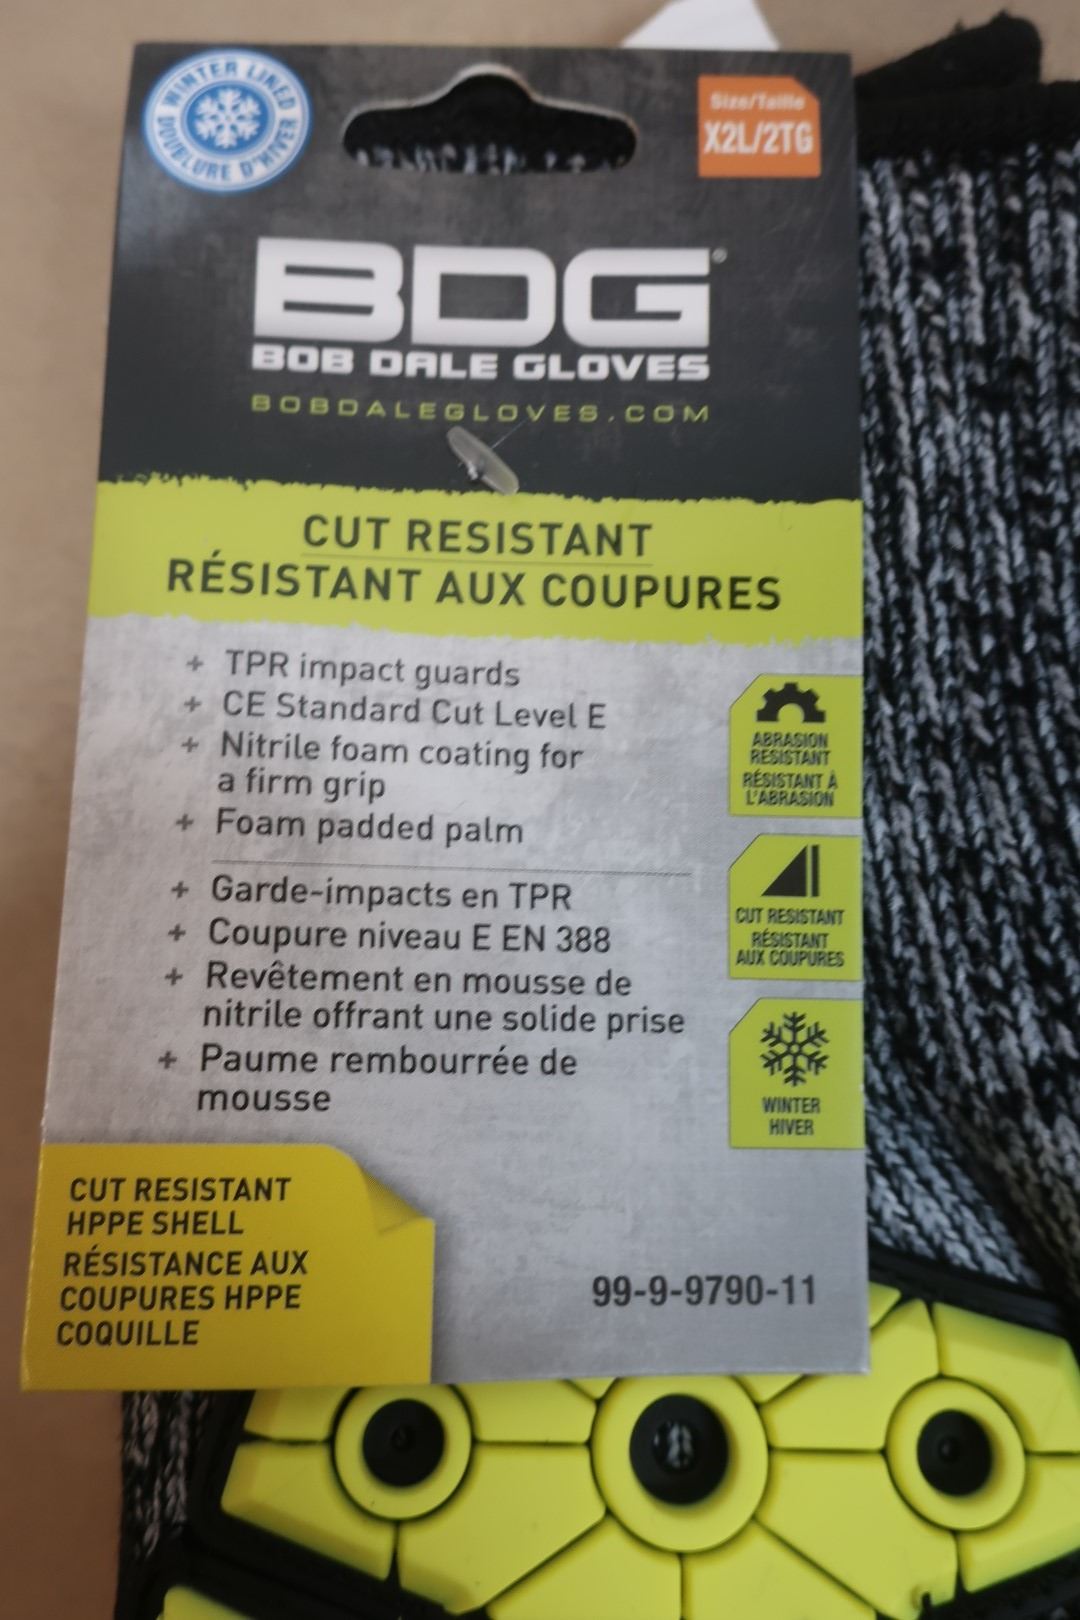 WINTER LINED
DOUBLURE D'HIVER
Size/Taille
X2L/2TG
BDG®
BOB DALE GLOVES
BOBDALEGLOVES.COM
CUT RESISTANT
RÉSISTANT AUX COUPURES
+ TPR impact guards
+ CE Standard Cut Level E
+ Nitrile foam coating for
a firm grip
+ Foam padded palm
+ Garde-impacts en TPR
+ Coupure niveau E EN 388
+ Revêtement en mousse de
nitrile offrant une solide prise
+ Paume rembourrée de
mousse
ABRASION
RESISTANT
RÉSISTANT À
L'ABRASION
CUT RESISTANT
RÉSISTANT
AUX COUPURES
WINTER
HIVER
CUT RESISTANT
HPPE SHELL
RÉSISTANCE AUX
COUPURES HPPE
COQUILLE
99-9-9790-11